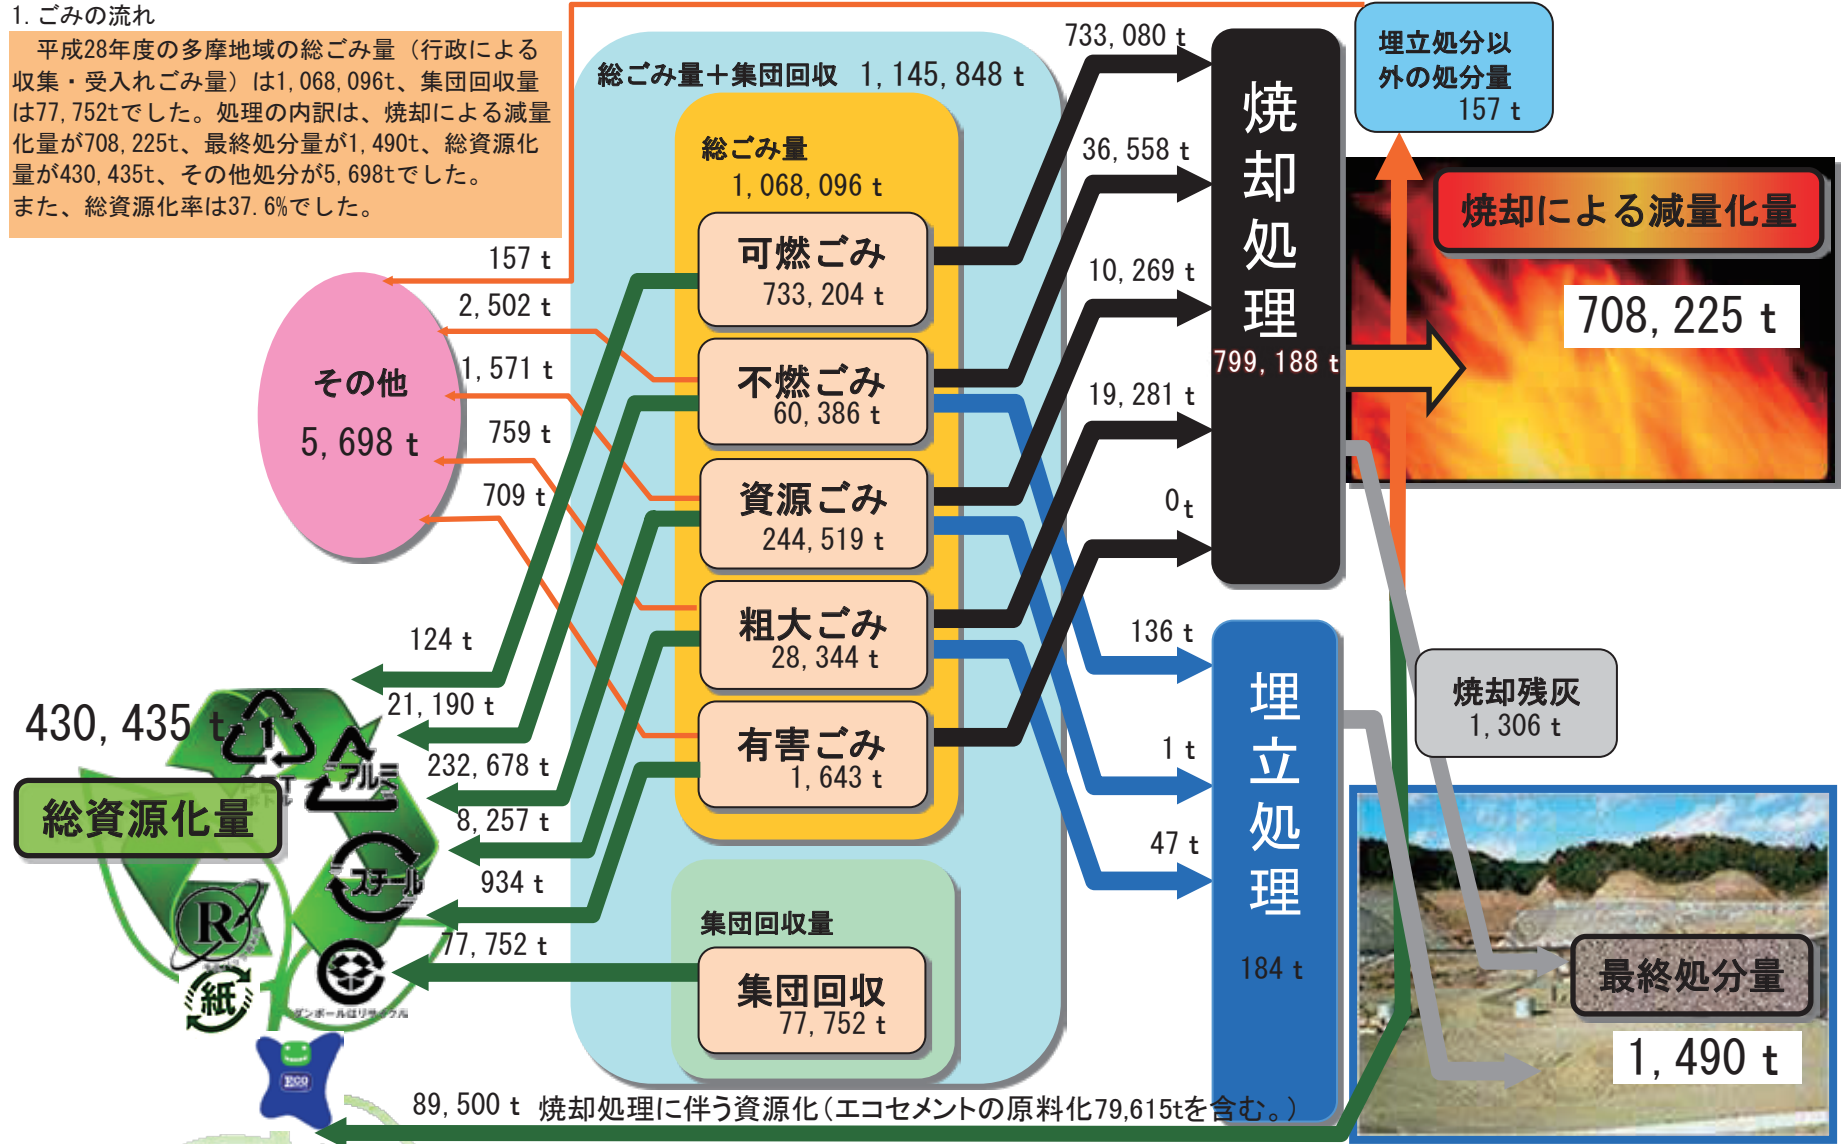 1. ごみの流れ
平成28年度の多摩地域の総ごみ量（行政による
収集・受入れごみ量）は1,068,096t、集団回収量
は77,752tでした。処理の内訳は、焼却による減量
化量が708,225t、最終処分量が1,490t、総資源化
量が430,435t、その他処分が5,698tでした。
また、総資源化率は37.6%でした。
総ごみ量＋集団回収 1,145,848 t
総ごみ量
1,068,096 t
可燃ごみ
733,204 t
不燃ごみ
60,386 t
資源ごみ
244,519 t
粗大ごみ
28,344 t
有害ごみ
1,643 t
集団回収量
集団回収
77,752 t
733,080 t
36,558 t
10,269 t
19,281 t
0t
焼却処理
799,188 t
136 t
1 t
47 t
埋立処理
184 t
埋立処分以
外の処分量
157 t
焼却による減量化量
708,225 t
焼却残灰
1,306 t
最終処分量
1,490 t
157 t
2,502 t
1,571 t
759 t
709 t
その他
5,698 t
124 t
21,190 t
232,678 t
8,257 t
934 t
77,752 t
430,435 t
総資源化量
1
PET
アルミ
スチール
R
紙
ダンボールはリサイクル
ECO
89,500 t 焼却処理に伴う資源化（エコセメントの原料化79,615tを含む。）